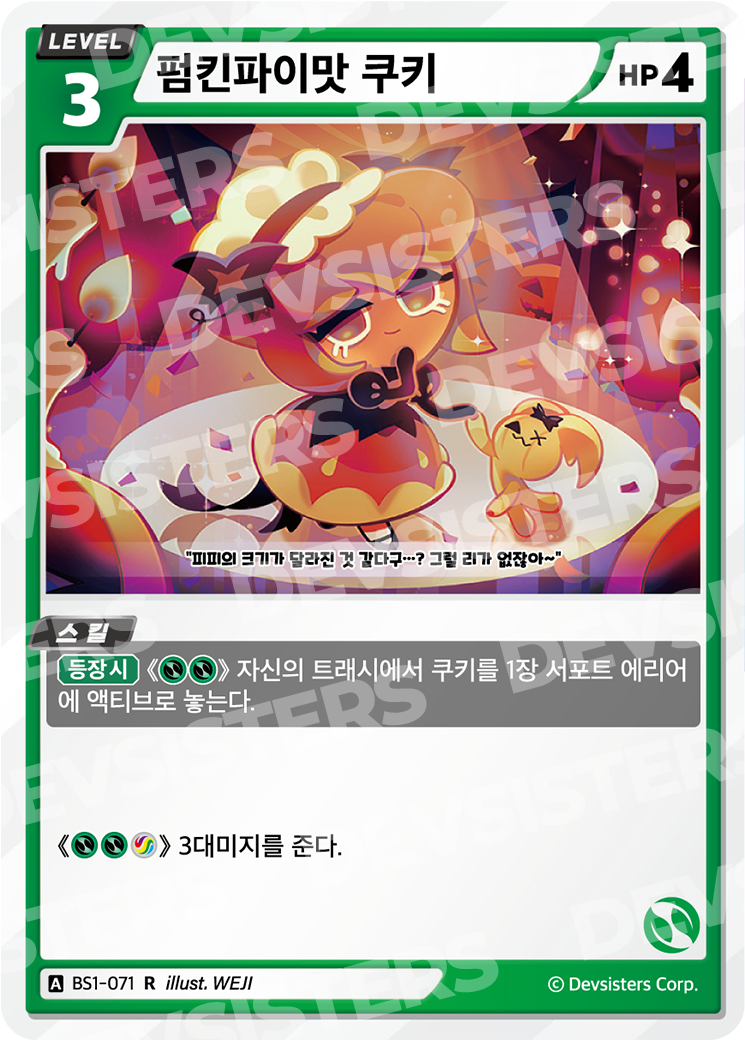 LEVEL
3
펌킨파이맛 쿠키
HP 4
"피피의 크기가 달라진 것 같다구…? 그럴 리가 없잖아~"
스킬
등장 시 《》 자신의 트래시에서 쿠키를 1장 서포트 에리어
에 액티브로 놓는다.
《》 3대미지를 준다.
A BS1-071 R illust. WEJI
© Devsisters Corp.
DEVSISTERS